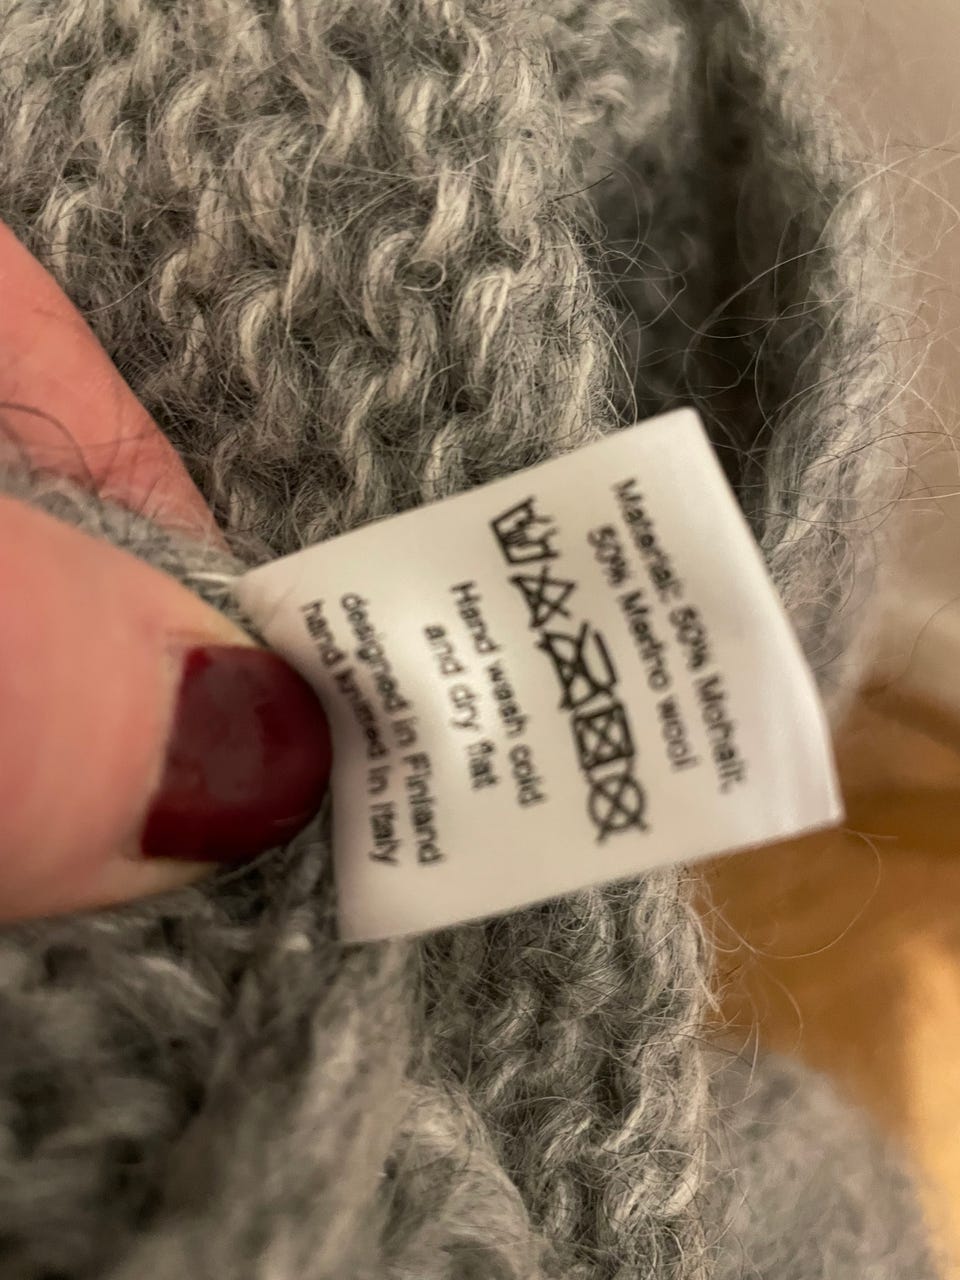 Material: 50% Mohair,
50% Merino wool
Hand wash cold
and dry flat
designed in Finland
hand knitted in Italy